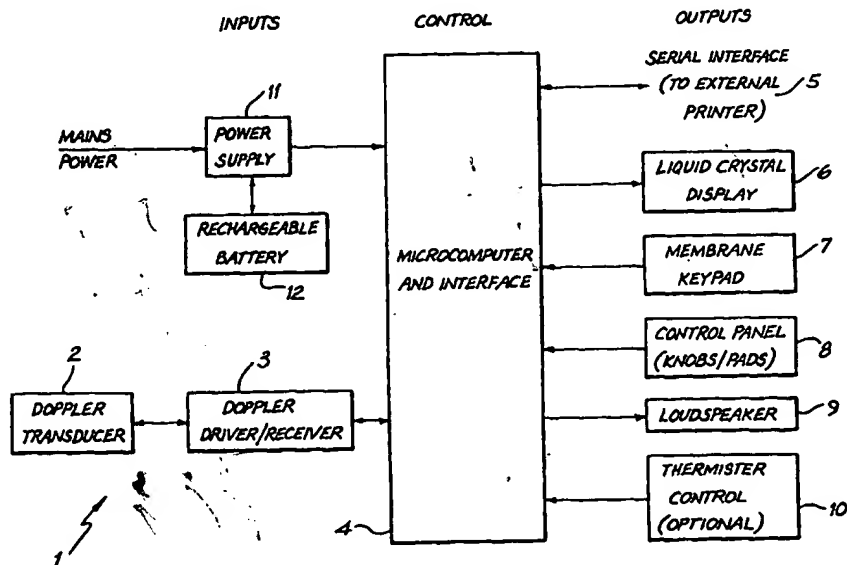 INPUTS
CONTROL
OUTPUTS
SERIAL INTERFACE
(TO EXTERNAL
PRINTER)
5
11
MAINS
POWER
POWER
SUPPLY
LIQUID CRYSTAL
DISPLAY
6
RECHARGEABLE
BATTERY
12
MICROCOMPUTER
AND INTERFACE
MEMBRANE
KEYPAD
7
CONTROL PANEL
(KNOBS/PADS)
8
2
3
DOPPLER
TRANSDUCER
DOPPLER
DRIVER/RECEIVER
LOUDSPEAKER
9
THERMISTER
CONTROL
(OPTIONAL)
10
4
1